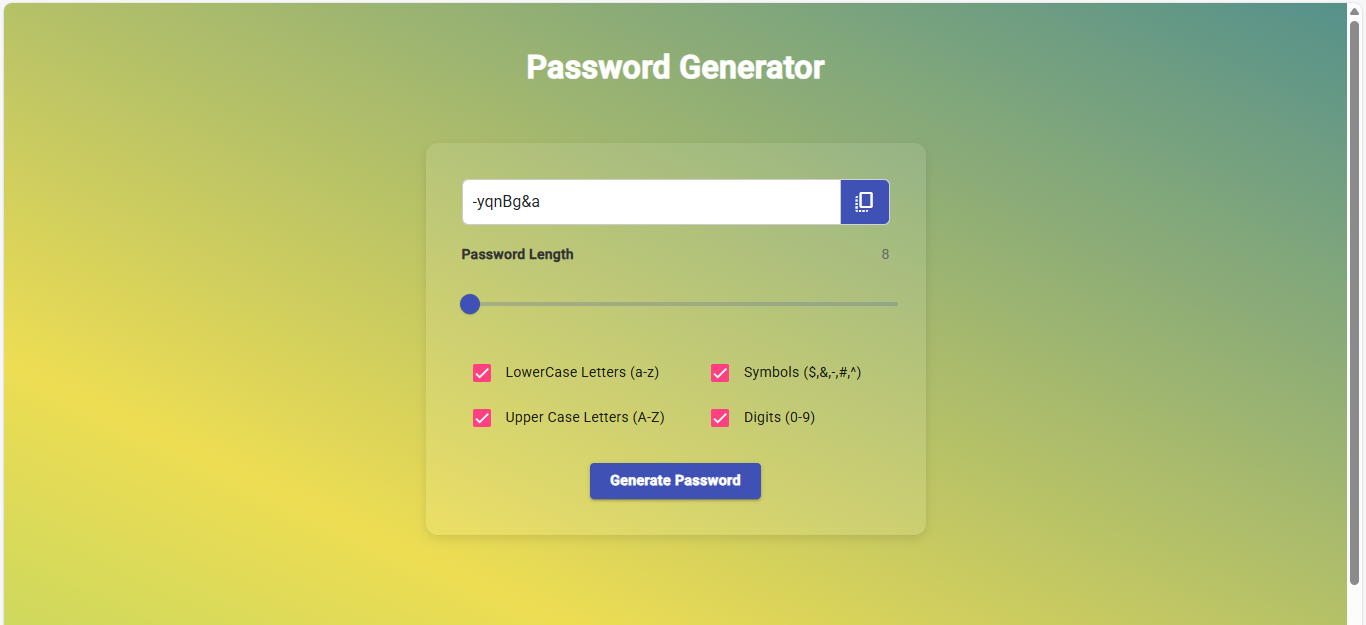 Password Generator
-yqnBg&a
Password Length 8
LowerCase Letters (a-z) Symbols ($,&,-,#,^)
Upper Case Letters (A-Z) Digits (0-9)
Generate Password